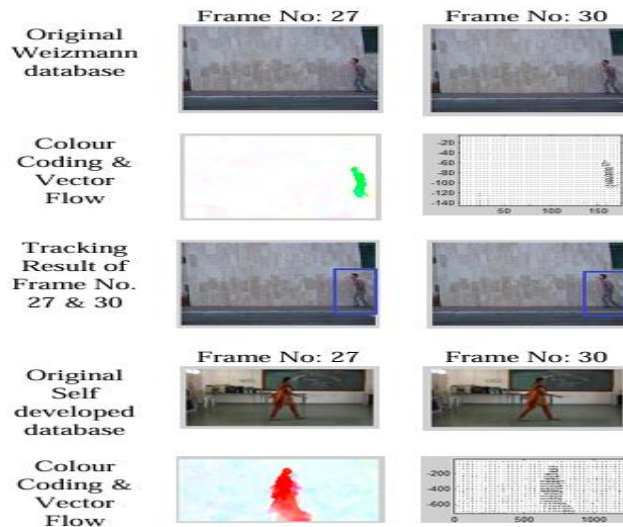 Frame No: 27 Frame No: 30
Original
Weizmann
database
Colour
Coding &
Vector
Flow
-20
-40
-60
-80
-100
-120
-140
50 100 150
Tracking
Result of
Frame No.
27 & 30
Frame No: 27 Frame No: 30
Original
Self
developed
database
Colour
Coding &
Vector
Flow
-200
-400
-600
0 500 1000